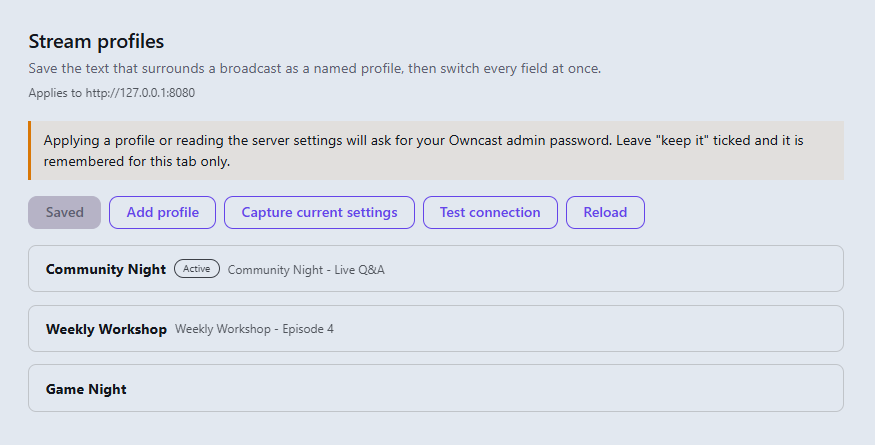 Stream profiles
Save the text that surrounds a broadcast as a named profile, then switch every field at once.
Applies to http://127.0.0.1:8080
Applying a profile or reading the server settings will ask for your Owncast admin password. Leave "keep it" ticked and it is
remembered for this tab only.
Saved Add profile Capture current settings Test connection Reload
Community Night Active Community Night - Live Q&A
Weekly Workshop Weekly Workshop - Episode 4
Game Night